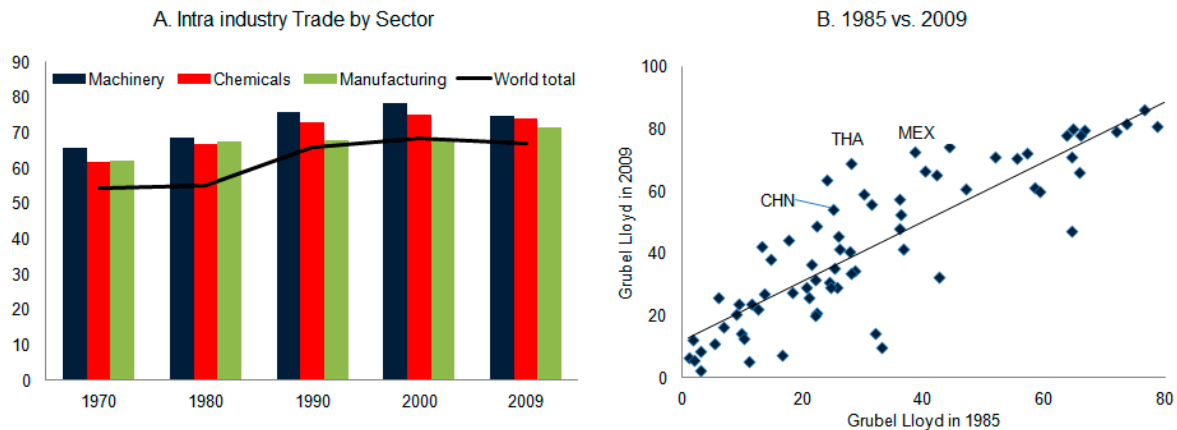 A. Intra industry Trade by Sector
90
80
70
60
50
40
30
20
10
0
Machinery Chemicals Manufacturing World total
1970 1980 1990 2000 2009
B. 1985 vs. 2009
Grubel Lloyd in 2009
100
80
60
40
20
0
THA
MEX
CHN
0 20 40 60 80
Grubel Lloyd in 1985